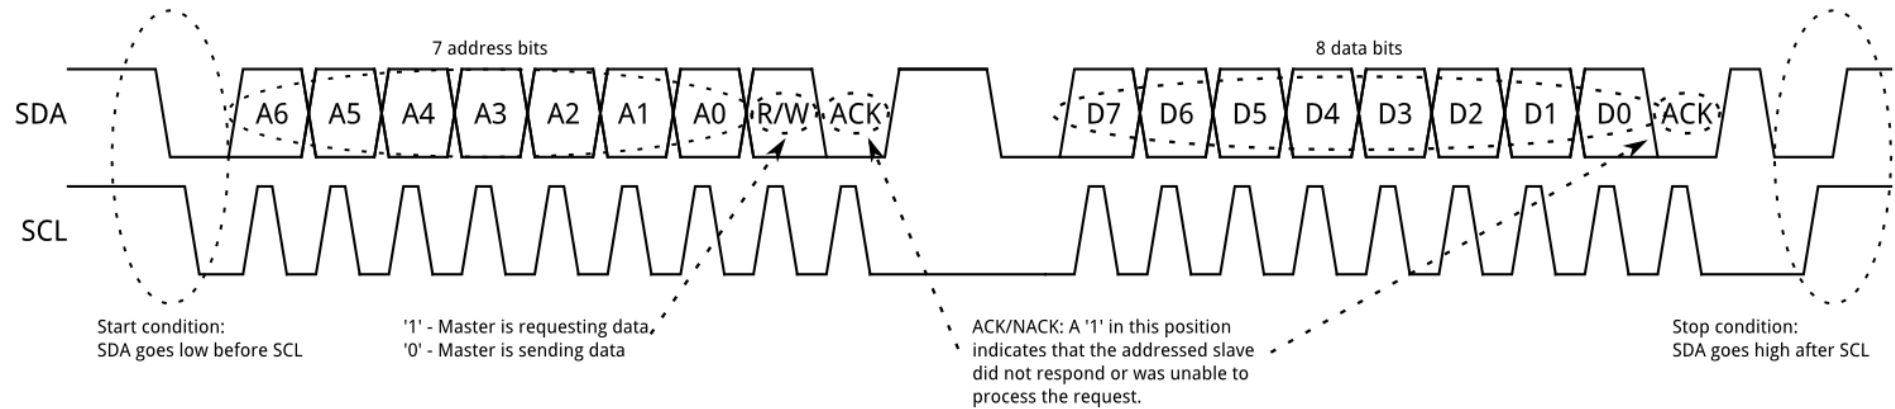 7 address bits
8 data bits
SDA
A6 A5 A4 A3 A2 A1 A0 R/W ACK
D7 D6 D5 D4 D3 D2 D1 D0 ACK
SCL
Start condition:
SDA goes low before SCL
'1' - Master is requesting data
'0' - Master is sending data
ACK/NACK: A '1' in this position
indicates that the addressed slave
did not respond or was unable to
process the request.
Stop condition:
SDA goes high after SCL